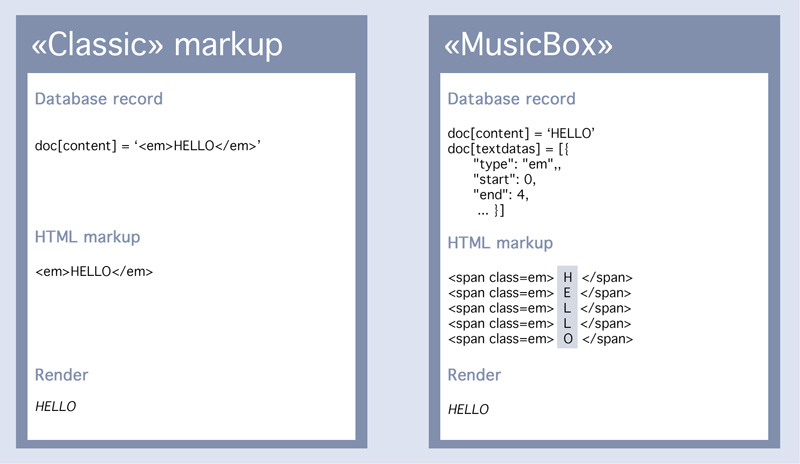 «Classic» markup
Database record
doc[content] = ‘<em>HELLO</em>’
HTML markup
<em>HELLO</em>
Render
HELLO
«MusicBox»
Database record
doc[content] = ‘HELLO’
doc[textdatas] = [{
"type": "em",,
"start": 0,
"end": 4,
... }]
HTML markup
<span class=em> H </span>
<span class=em> E </span>
<span class=em> L </span>
<span class=em> L </span>
<span class=em> O </span>
Render
HELLO